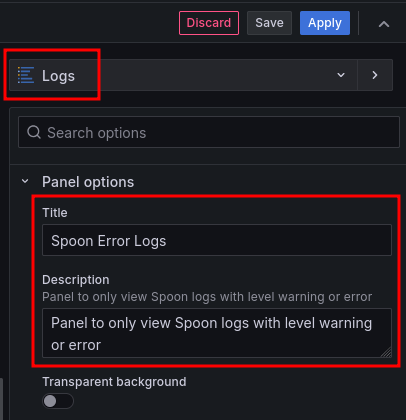 Discard Save Apply
Logs
Search options
Panel options
Title
Spoon Error Logs
Description
Panel to only view Spoon logs with level warning or error
Panel to only view Spoon logs with level warning
or error
Transparent background